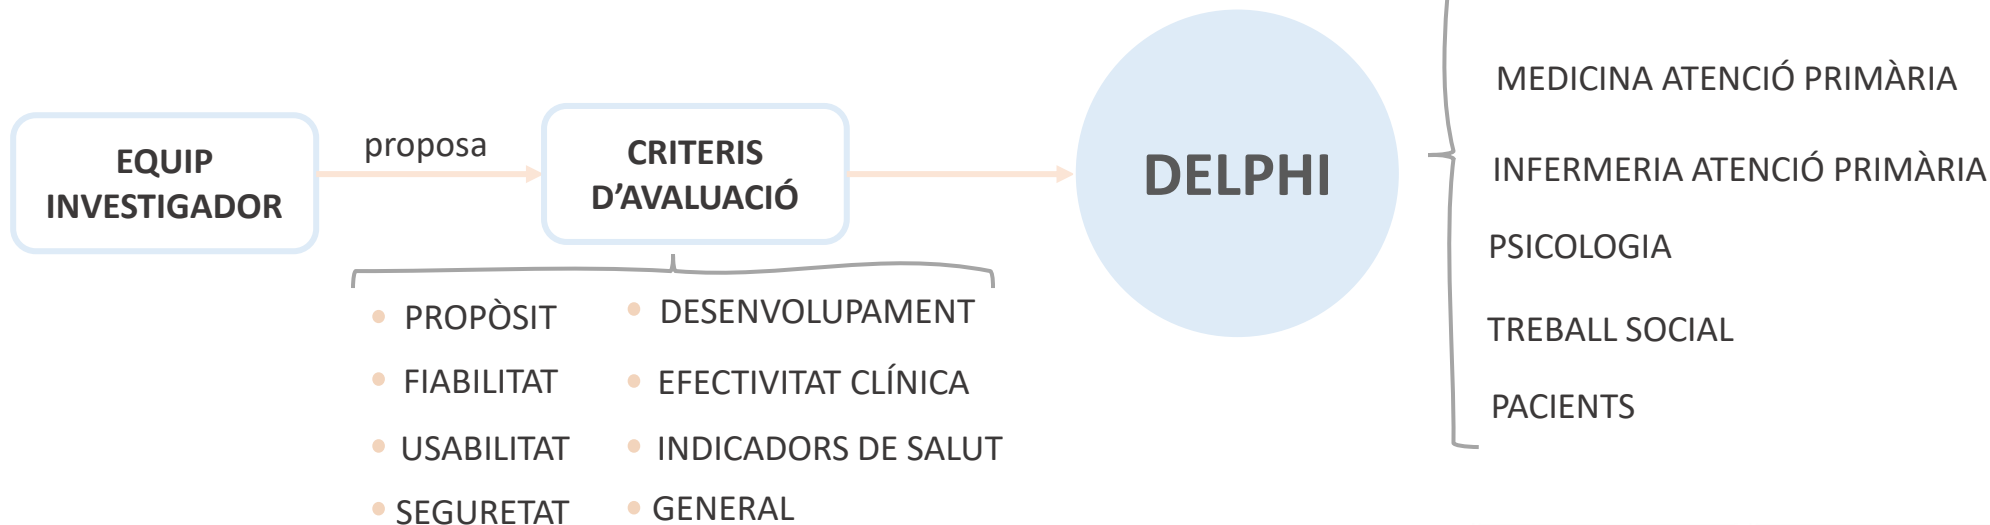 EQUIP
INVESTIGADOR
proposa
CRITERIS
D’AVALUACIÓ
PROPÒSIT
FIABILITAT
USABILITAT
SEGURETAT
DESENVOLUPAMENT
EFECTIVITAT CLÍNICA
INDICADORS DE SALUT
GENERAL
DELPHI
MEDICINA ATENCIÓ PRIMÀRIA
INFERMERIA ATENCIÓ PRIMÀRIA
PSICOLOGIA
TREBALL SOCIAL
PACIENTS